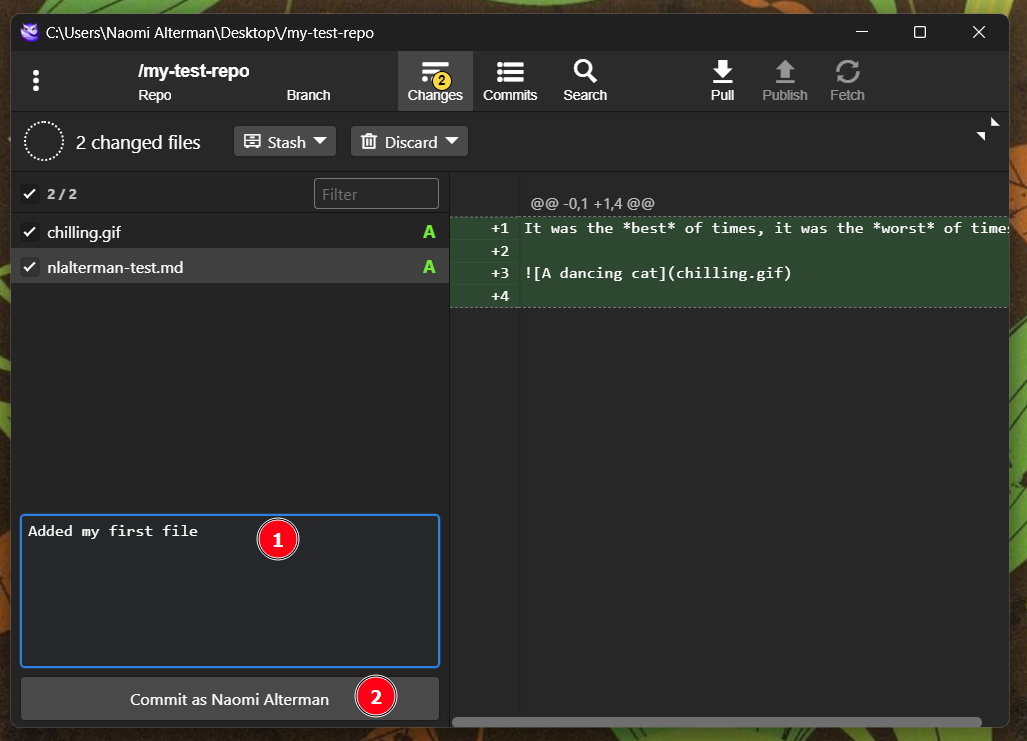 C:\Users\Naomi Alterman\Desktop\/my-test-repo
/my-test-repo
Repo
Branch
2
Changes
Commits
Search
Pull
Publish
Fetch
2 changed files
Stash
Discard
2 / 2
Filter
chilling.gif A
nlalterman-test.md A
@@ -0,1 +1,4 @@
+1 It was the *best* of times, it was the *worst* of times
+2
+3 ![A dancing cat](chilling.gif)
+4
Added my first file
1
Commit as Naomi Alterman
2